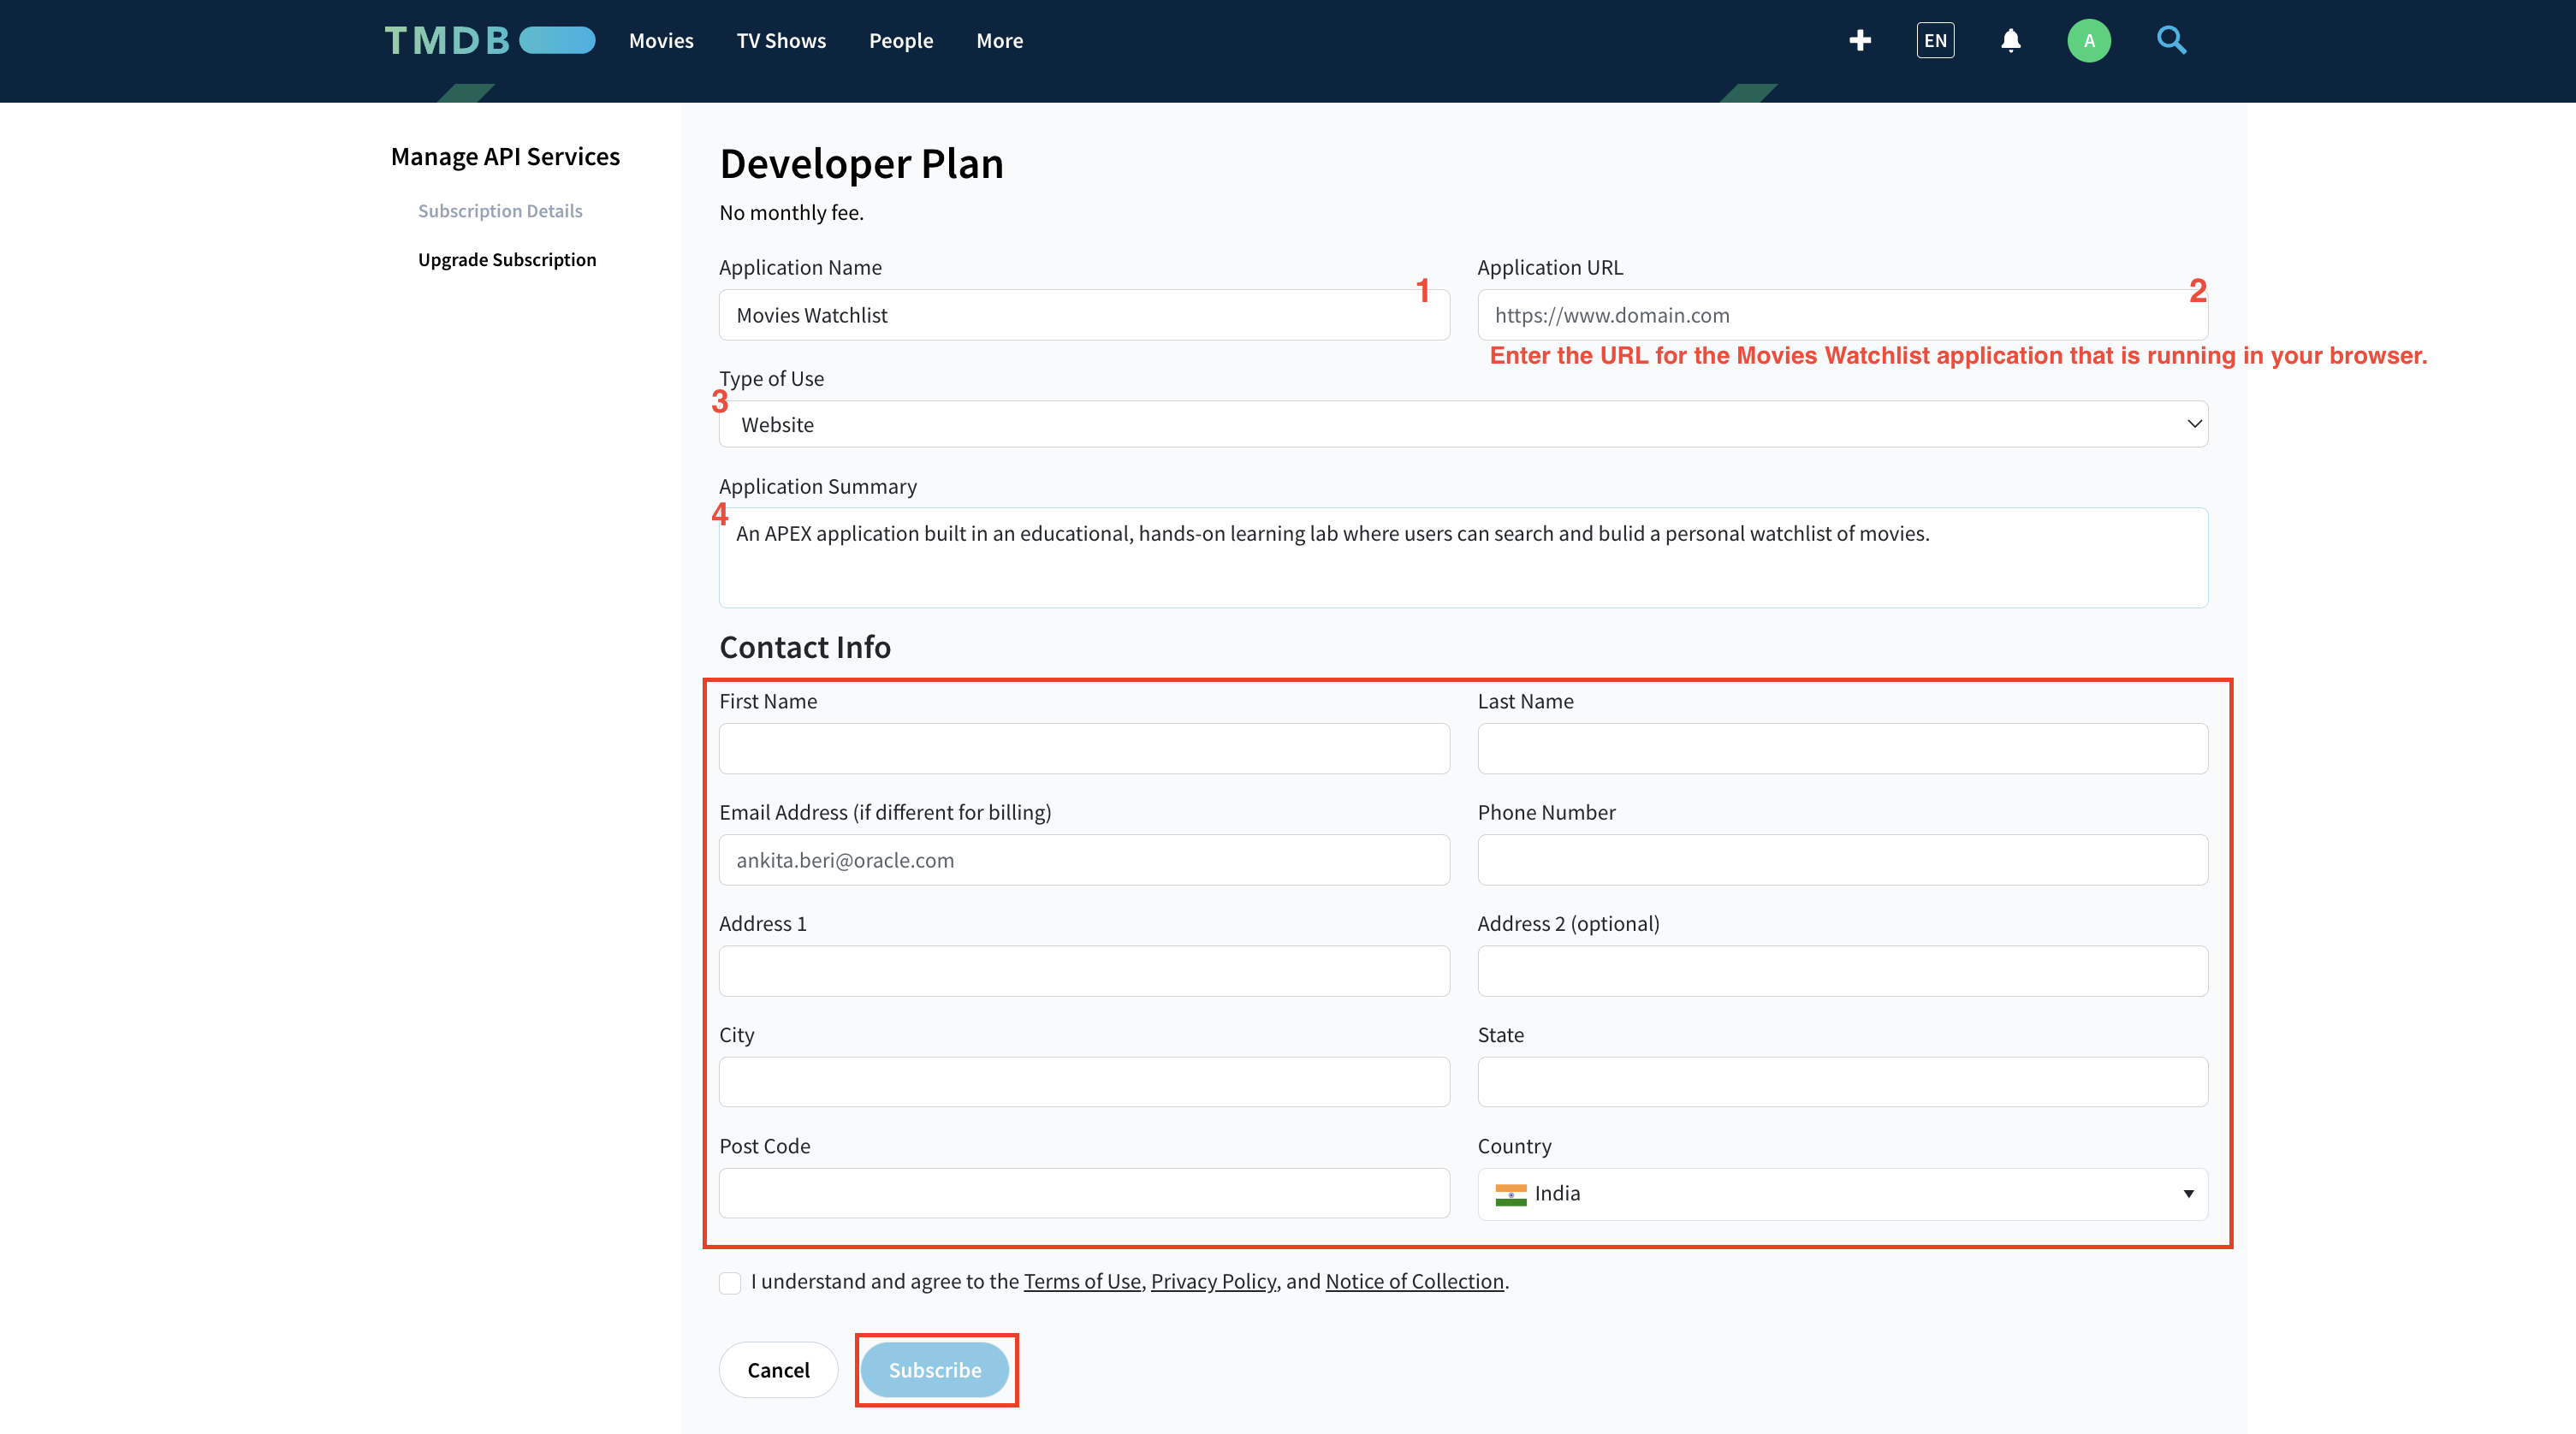 TMDB Movies TV Shows People More EN A
Manage API Services
Subscription Details
Upgrade Subscription
Developer Plan
No monthly fee.
Application Name
1
Movies Watchlist
Application URL
2
https://www.domain.com
Enter the URL for the Movies Watchlist application that is running in your browser.
Type of Use
3
Website
Application Summary
4
An APEX application built in an educational, hands-on learning lab where users can search and bulid a personal watchlist of movies.
Contact Info
First Name
Last Name
Email Address (if different for billing)
ankita.beri@oracle.com
Phone Number
Address 1
Address 2 (optional)
City
State
Post Code
Country
India
I understand and agree to the Terms of Use, Privacy Policy, and Notice of Collection.
Cancel
Subscribe